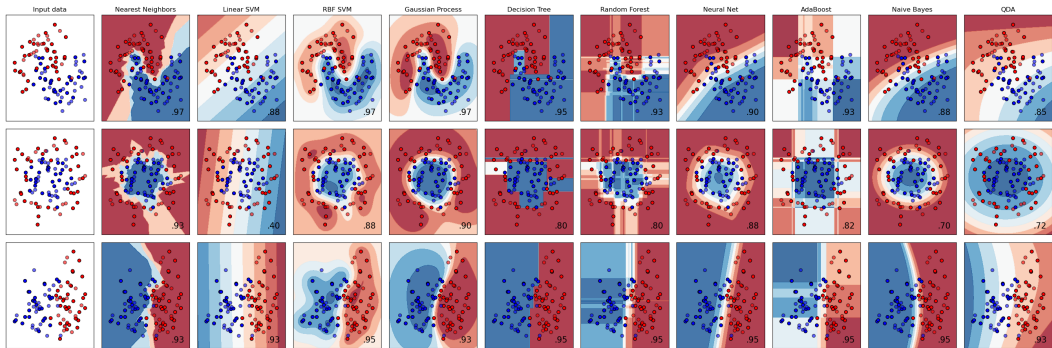 Input data
Nearest Neighbors
Linear SVM
RBF SVM
Gaussian Process
Decision Tree
Random Forest
Neural Net
AdaBoost
Naive Bayes
QDA
.97
.88
.97
.97
.95
.93
.90
.93
.88
.85
.93
.40
.88
.90
.80
.80
.88
.82
.70
.72
.93
.93
.95
.93
.95
.95
.95
.95
.95
.93